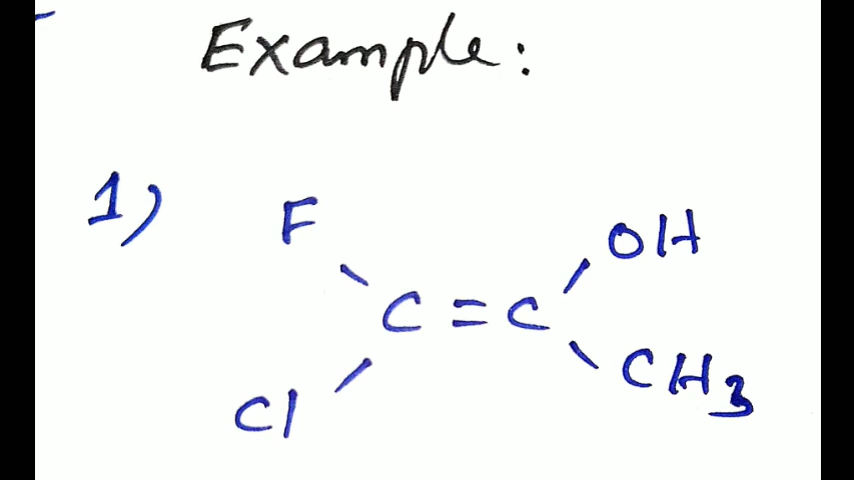 Example:
1)
F
OH
C = C
Cl
CH3